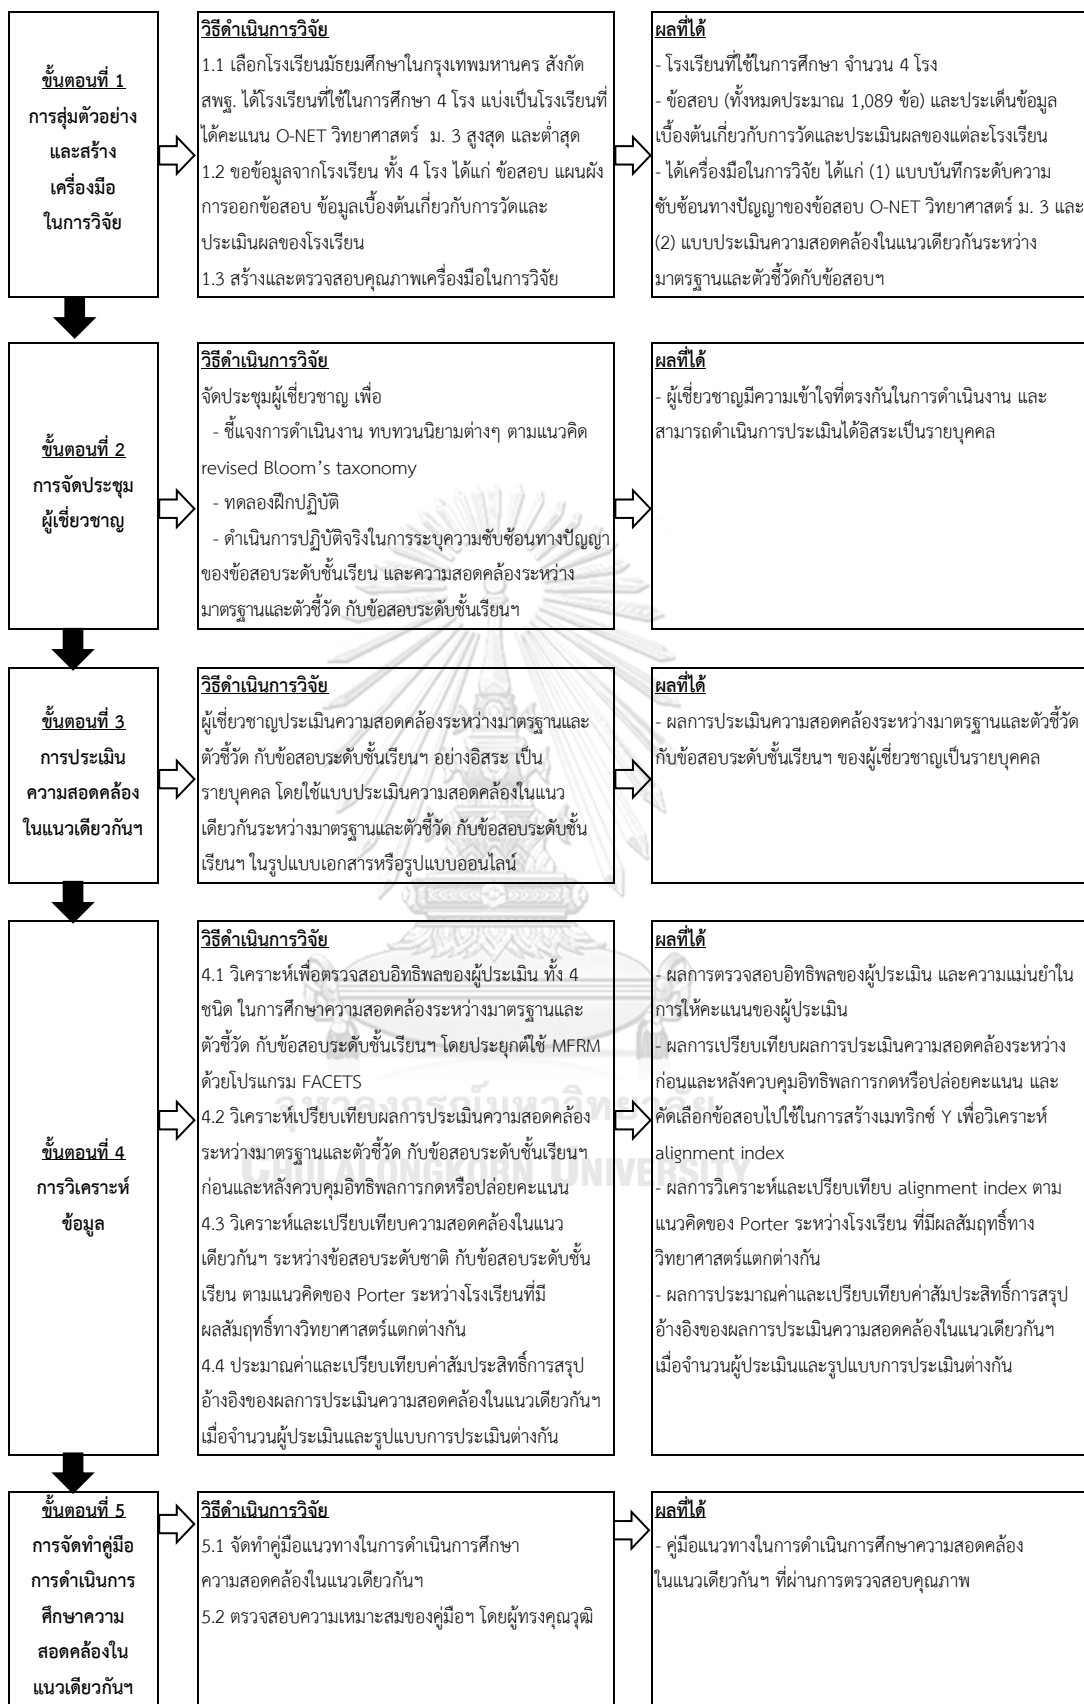 ขั้นตอนที่ 1
การสุ่มตัวอย่าง
และสร้าง
เครื่องมือ
ในการวิจัย
วิธีดำเนินการวิจัย
1.1 เลือกโรงเรียนมัธยมศึกษาในกรุงเทพมหานคร สังกัด
สพฐ. ได้โรงเรียนที่ใช้ในการศึกษา 4 โรง แบ่งเป็นโรงเรียนที่
ได้คะแนน O-NET วิทยาศาสตร์ ม. 3 สูงสุด และต่ำสุด
1.2 ขอข้อมูลจากโรงเรียน ทั้ง 4 โรง ได้แก่ ข้อสอบ แผนผัง
การออกข้อสอบ ข้อมูลเบื้องต้นเกี่ยวกับการวัดและ
ประเมินผลของโรงเรียน
1.3 สร้างและตรวจสอบคุณภาพเครื่องมือในการวิจัย
ผลที่ได้
- โรงเรียนที่ใช้ในการศึกษา จำนวน 4 โรง
- ข้อสอบ (ทั้งหมดประมาณ 1,089 ข้อ) และประเด็นข้อมูล
เบื้องต้นเกี่ยวกับการวัดและประเมินผลของแต่ละโรงเรียน
- ได้เครื่องมือในการวิจัย ได้แก่ (1) แบบบันทึกระดับความ
ซับซ้อนทางปัญญาของข้อสอบ O-NET วิทยาศาสตร์ ม. 3 และ
(2) แบบประเมินความสอดคล้องในแนวเดียวกันระหว่าง
มาตรฐานและตัวชี้วัดกับข้อสอบฯ
ขั้นตอนที่ 2
การจัดประชุม
ผู้เชี่ยวชาญ
วิธีดำเนินการวิจัย
จัดประชุมผู้เชี่ยวชาญ เพื่อ
- ชี้แจงการดำเนินงาน ทบทวนนิยามต่างๆ ตามแนวคิด
revised Bloom's taxonomy
- ทดลองฝึกปฏิบัติ
- ดำเนินการปฏิบัติจริงในการระบุความซับซ้อนทางปัญญา
ของข้อสอบระดับชั้นเรียน และความสอดคล้องระหว่าง
มาตรฐานและตัวชี้วัด กับข้อสอบระดับชั้นเรียนฯ
ผลที่ได้
- ผู้เชี่ยวชาญมีความเข้าใจที่ตรงกันในการดำเนินงาน และ
สามารถดำเนินการประเมินได้อิสระเป็นรายบุคคล
ขั้นตอนที่ 3
การประเมิน
ความสอดคล้อง
ในแนวเดียวกันฯ
วิธีดำเนินการวิจัย
ผู้เชี่ยวชาญประเมินความสอดคล้องระหว่างมาตรฐานและ
ตัวชี้วัด กับข้อสอบระดับชั้นเรียนฯ อย่างอิสระ เป็น
รายบุคคล โดยใช้แบบประเมินความสอดคล้องในแนว
เดียวกันระหว่างมาตรฐานและตัวชี้วัด กับข้อสอบระดับชั้น
เรียนฯ ในรูปแบบเอกสารหรือรูปแบบออนไลน์
ผลที่ได้
- ผลการประเมินความสอดคล้องระหว่างมาตรฐานและตัวชี้วัด
กับข้อสอบระดับชั้นเรียนฯ ของผู้เชี่ยวชาญเป็นรายบุคคล
ขั้นตอนที่ 4
การวิเคราะห์
ข้อมูล
วิธีดำเนินการวิจัย
4.1 วิเคราะห์เพื่อตรวจสอบอิทธิพลของผู้ประเมิน ทั้ง 4
ชนิด ในการศึกษาความสอดคล้องระหว่างมาตรฐานและ
ตัวชี้วัด กับข้อสอบระดับชั้นเรียนฯ โดยประยุกต์ใช้ MFRM
ด้วยโปรแกรม FACETS
4.2 วิเคราะห์เปรียบเทียบผลการประเมินความสอดคล้อง
ระหว่างมาตรฐานและตัวชี้วัด กับข้อสอบระดับชั้นเรียนฯ
ก่อนและหลังควบคุมอิทธิพลการกดหรือปล่อยคะแนน
4.3 วิเคราะห์และเปรียบเทียบความสอดคล้องในแนว
เดียวกันฯ ระหว่างข้อสอบระดับชาติ กับข้อสอบระดับชั้น
เรียน ตามแนวคิดของ Porter ระหว่างโรงเรียนที่มี
ผลสัมฤทธิ์ทางวิทยาศาสตร์แตกต่างกัน
4.4 ประมาณค่าและเปรียบเทียบค่าสัมประสิทธิ์การสรุป
อ้างอิงของผลการประเมินความสอดคล้องในแนวเดียวกันฯ
เมื่อจำนวนผู้ประเมินและรูปแบบการประเมินต่างกัน
ผลที่ได้
- ผลการตรวจสอบอิทธิพลของผู้ประเมิน และความแม่นยำใน
การให้คะแนนของผู้ประเมิน
- ผลการเปรียบเทียบผลการประเมินความสอดคล้องระหว่าง
ก่อนและหลังควบคุมอิทธิพลการกดหรือปล่อยคะแนน และ
คัดเลือกข้อสอบไปใช้ในการสร้างเมทริกซ์ Y เพื่อวิเคราะห์
alignment index
- ผลการวิเคราะห์และเปรียบเทียบ alignment index ตาม
แนวคิดของ Porter ระหว่างโรงเรียน ที่มีผลสัมฤทธิ์ทาง
วิทยาศาสตร์แตกต่างกัน
- ผลการประมาณค่าและเปรียบเทียบค่าสัมประสิทธิ์การสรุป
อ้างอิงของผลการประเมินความสอดคล้องในแนวเดียวกันฯ
เมื่อจำนวนผู้ประเมินและรูปแบบการประเมินต่างกัน
จุฬาลงกรณ์มหาวิทยาลัย
CHULALONGKORN UNIVERSITY
ขั้นตอนที่ 5
การจัดทำคู่มือ
การดำเนินการ
ศึกษาความ
สอดคล้องใน
แนวเดียวกันฯ
วิธีดำเนินการวิจัย
5.1 จัดทำคู่มือแนวทางในการดำเนินการศึกษา
ความสอดคล้องในแนวเดียวกันฯ
5.2 ตรวจสอบความเหมาะสมของคู่มือฯ โดยผู้ทรงคุณวุฒิ
ผลที่ได้
- คู่มือแนวทางในการดำเนินการศึกษาความสอดคล้อง
ในแนวเดียวกันฯ ที่ผ่านการตรวจสอบคุณภาพ